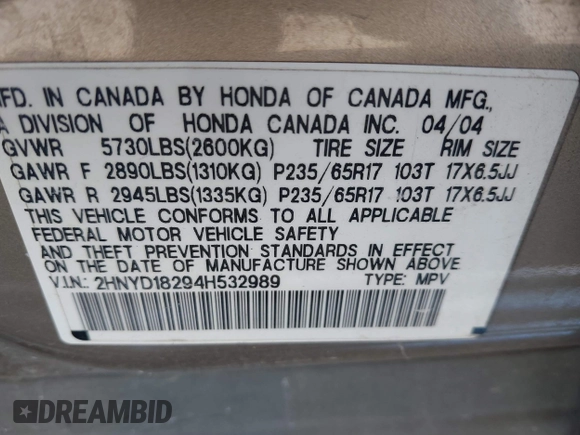 MFD. IN CANADA BY HONDA OF CANADA MFG.,
A DIVISION OF HONDA CANADA INC. 04/04
GVWR 5730LBS(2600KG) TIRE SIZE RIM SIZE
GAWR F 2890LBS(1310KG) P235/65R17 103T 17X6.5JJ
GAWR R 2945LBS(1335KG) P235/65R17 103T 17X6.5JJ
THIS VEHICLE CONFORMS TO ALL APPLICABLE
FEDERAL MOTOR VEHICLE SAFETY
AND THEFT PREVENTION STANDARDS IN EFFECT
ON THE DATE OF MANUFACTURE SHOWN ABOVE.
V.I.N.: 2HNYD18294H532989 TYPE: MPV
DREAMBID